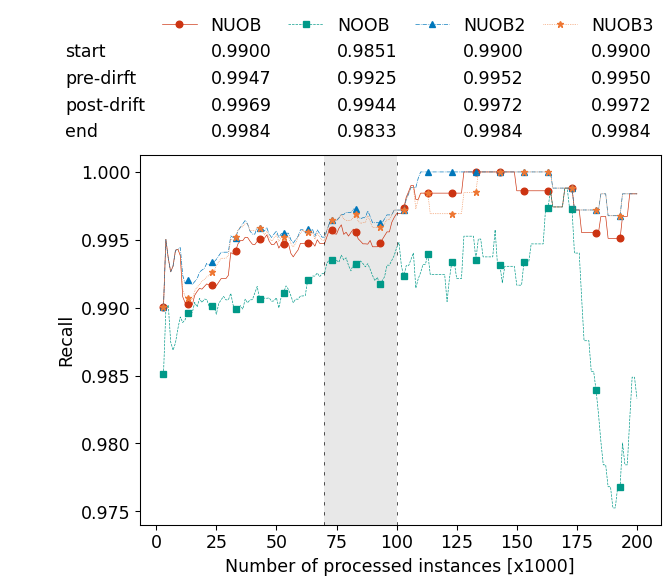 NUOB NOOB NUOB2 NUOB3
start 0.9900 0.9851 0.9900 0.9900
pre-dirft 0.9947 0.9925 0.9952 0.9950
post-drift 0.9969 0.9944 0.9972 0.9972
end 0.9984 0.9833 0.9984 0.9984
1.000
0.995
0.990
0.985
0.980
0.975
Recall
0 25 50 75 100 125 150 175 200
Number of processed instances [x1000]